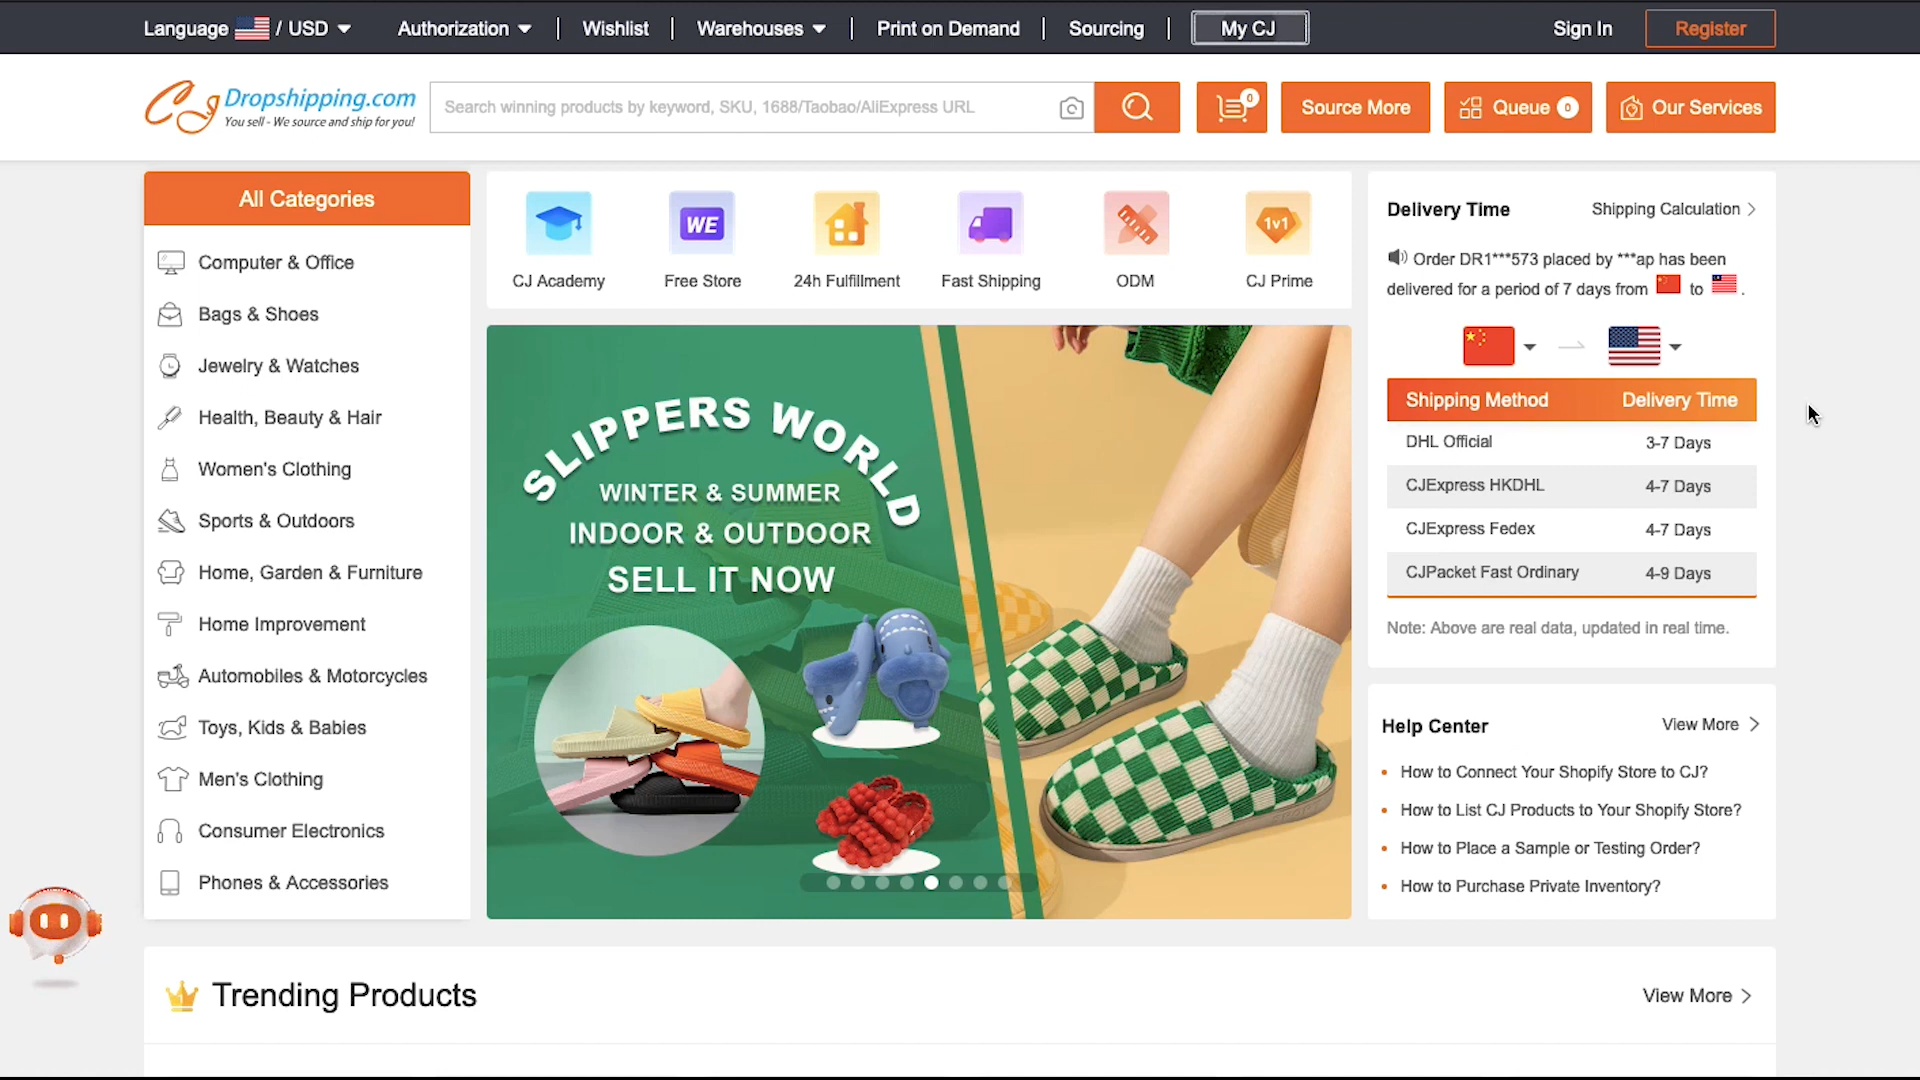 Language / USD
Authorization
Wishlist
Warehouses
Print on Demand
Sourcing
My CJ
Sign In
Register
CJ Dropshipping.com
You sell - We source and ship for you!
Search winning products by keyword, SKU, 1688/Taobao/AliExpress URL
0
Source More
Queue 0
Our Services
All Categories
Computer & Office
Bags & Shoes
Jewelry & Watches
Health, Beauty & Hair
Women's Clothing
Sports & Outdoors
Home, Garden & Furniture
Home Improvement
Automobiles & Motorcycles
Toys, Kids & Babies
Men's Clothing
Consumer Electronics
Phones & Accessories
CJ Academy
WE
Free Store
24h Fulfillment
Fast Shipping
ODM
1v1
CJ Prime
SLIPPERS WORLD
WINTER & SUMMER
INDOOR & OUTDOOR
SELL IT NOW
Delivery Time
Shipping Calculation
Order DR1***573 placed by ***ap has been
delivered for a period of 7 days from to .
Shipping Method Delivery Time
DHL Official 3-7 Days
CJExpress HKDHL 4-7 Days
CJExpress Fedex 4-7 Days
CJPacket Fast Ordinary 4-9 Days
Note: Above are real data, updated in real time.
Help Center
View More
How to Connect Your Shopify Store to CJ?
How to List CJ Products to Your Shopify Store?
How to Place a Sample or Testing Order?
How to Purchase Private Inventory?
Trending Products
View More